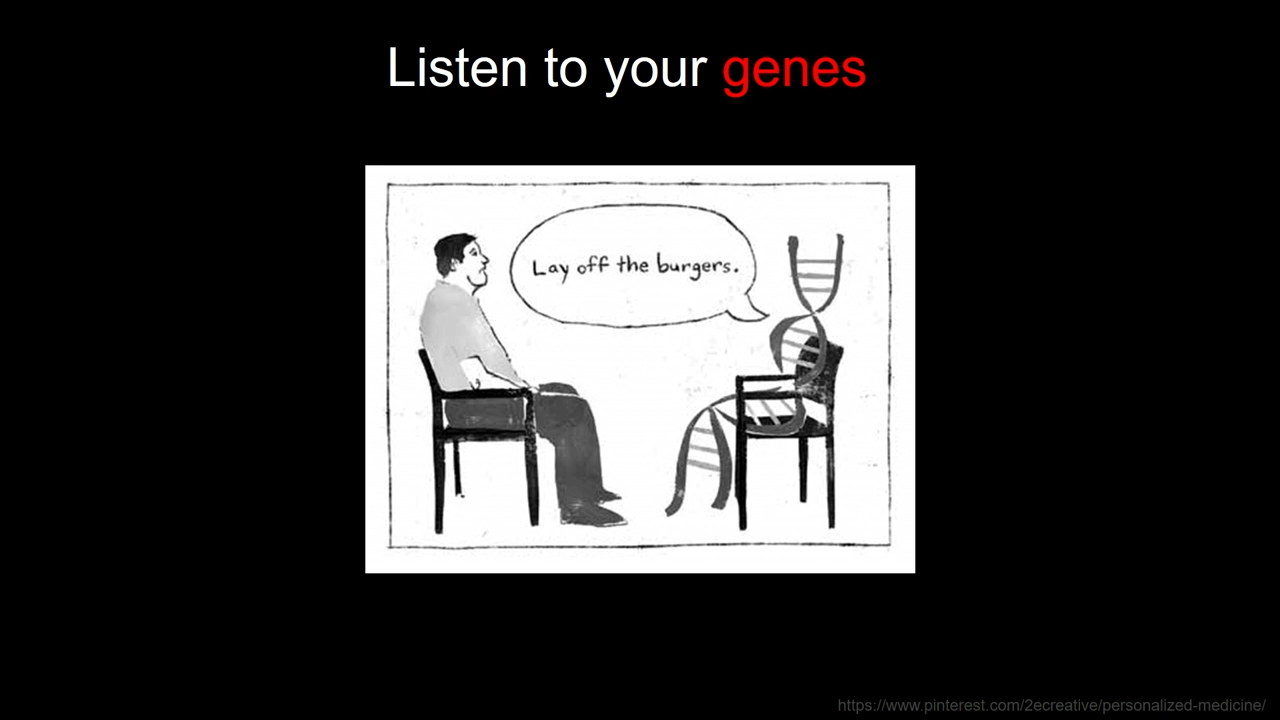 Listen to your genes
Lay off the burgers.
https://www.pinterest.com/2ecreative/personalized-medicine/